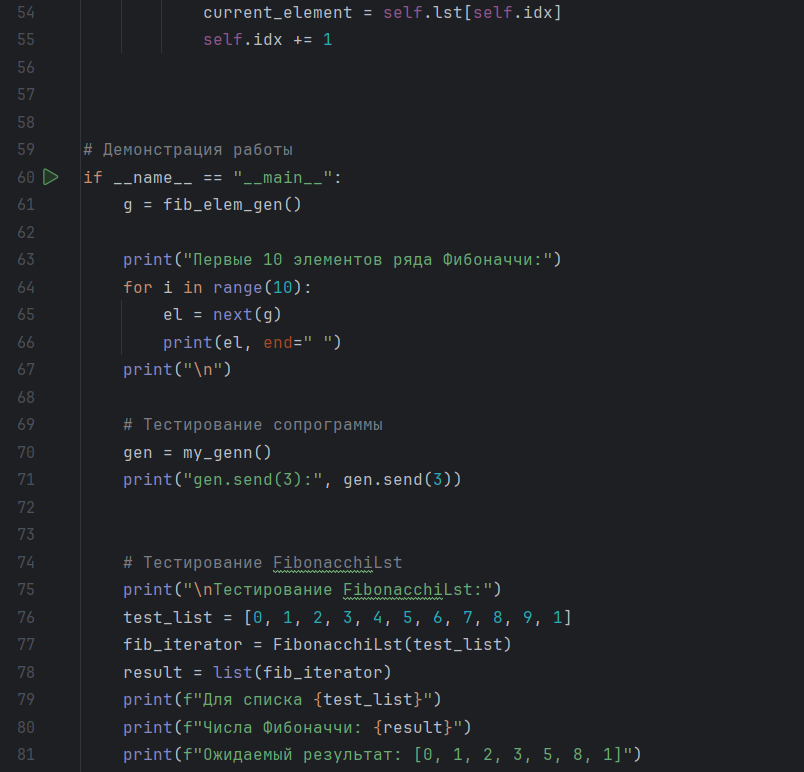 54 current_element = self.lst[self.idx]
55 self.idx += 1
56
57
58
59 # Демонстрация работы
60 if __name__ == "__main__":
61 g = fib_elem_gen()
62
63 print("Первые 10 элементов ряда Фибоначчи:")
64 for i in range(10):
65 el = next(g)
66 print(el, end=" ")
67 print("\n")
68
69 # Тестирование сопрограммы
70 gen = my_genn()
71 print("gen.send(3):", gen.send(3))
72
73
74 # Тестирование FibonacchiLst
75 print("\nТестирование FibonacchiLst:")
76 test_list = [0, 1, 2, 3, 4, 5, 6, 7, 8, 9, 1]
77 fib_iterator = FibonacchiLst(test_list)
78 result = list(fib_iterator)
79 print(f"Для списка {test_list}")
80 print(f"Числа Фибоначчи: {result}")
81 print(f"Ожидаемый результат: [0, 1, 2, 3, 5, 8, 1]")